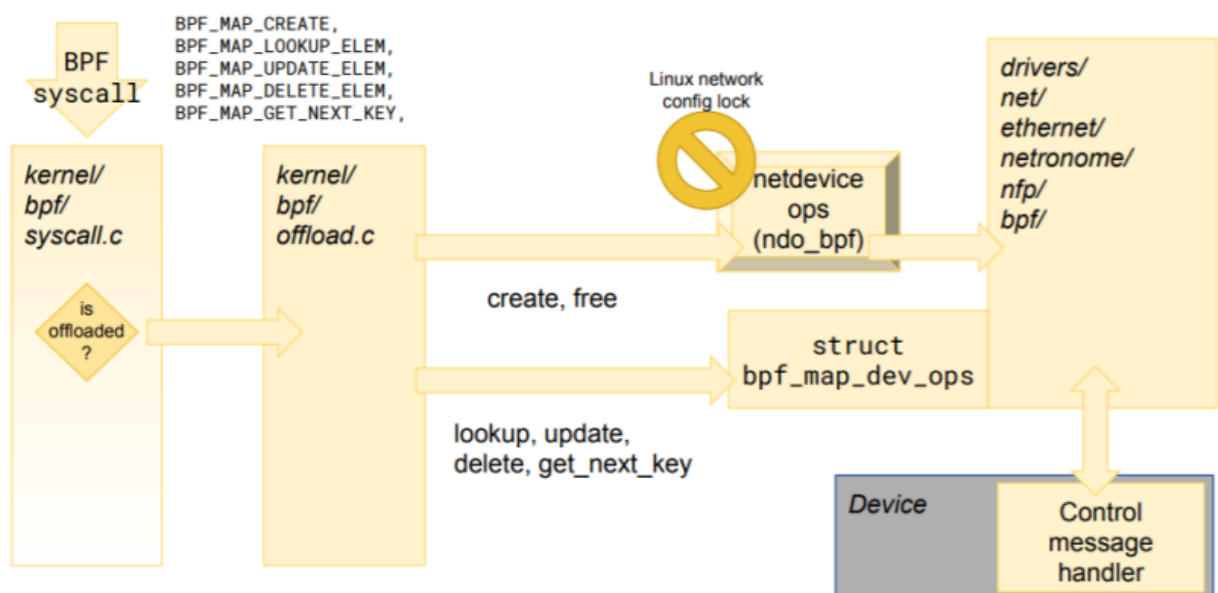 BPF
syscall
BPF_MAP_CREATE,
BPF_MAP_LOOKUP_ELEM,
BPF_MAP_UPDATE_ELEM,
BPF_MAP_DELETE_ELEM,
BPF_MAP_GET_NEXT_KEY,
kernel/
bpf/
syscall.c
is
offloaded
?
kernel/
bpf/
offload.c
Linux network
config lock
netdevice
ops
(ndo_bpf)
create, free
struct
bpf_map_dev_ops
lookup, update,
delete, get_next_key
drivers/
net/
ethernet/
netronome/
nfp/
bpf/
Device
Control
message
handler